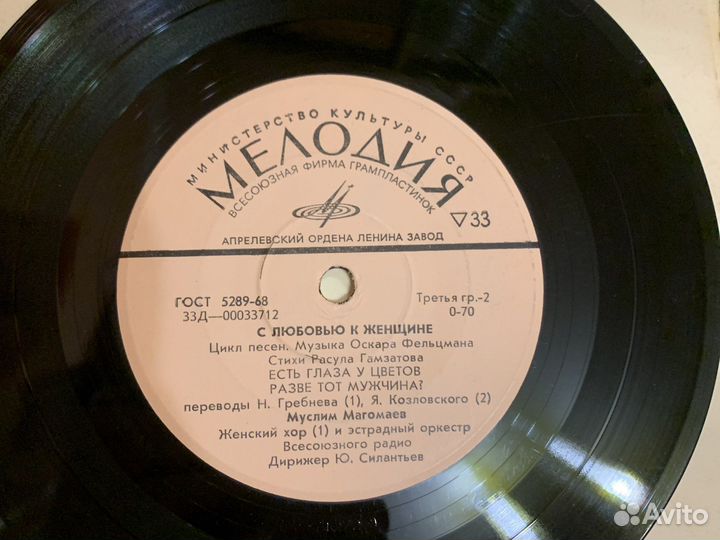 МИНИСТЕРСТВО КУЛЬТУРЫ СССР
МЕЛОДИЯ
ВСЕСОЮЗНАЯ ФИРМА ГРАМПЛАСТИНОК
▽33
АПРЕЛЕВСКИЙ ОРДЕНА ЛЕНИНА ЗАВОД
ГОСТ 5289-68 Третья гр.-2
33Д—00033712 0-70
С ЛЮБОВЬЮ К ЖЕНЩИНЕ
Цикл песен. Музыка Оскара Фельцмана
Стихи Расула Гамзатова
ЕСТЬ ГЛАЗА У ЦВЕТОВ
РАЗВЕ ТОТ МУЖЧИНА?
переводы Н. Гребнева (1), Я. Козловского (2)
Муслим Магомаев
Женский хор (1) и эстрадный оркестр
Всесоюзного радио
Дирижер Ю. Силантьев
Avito